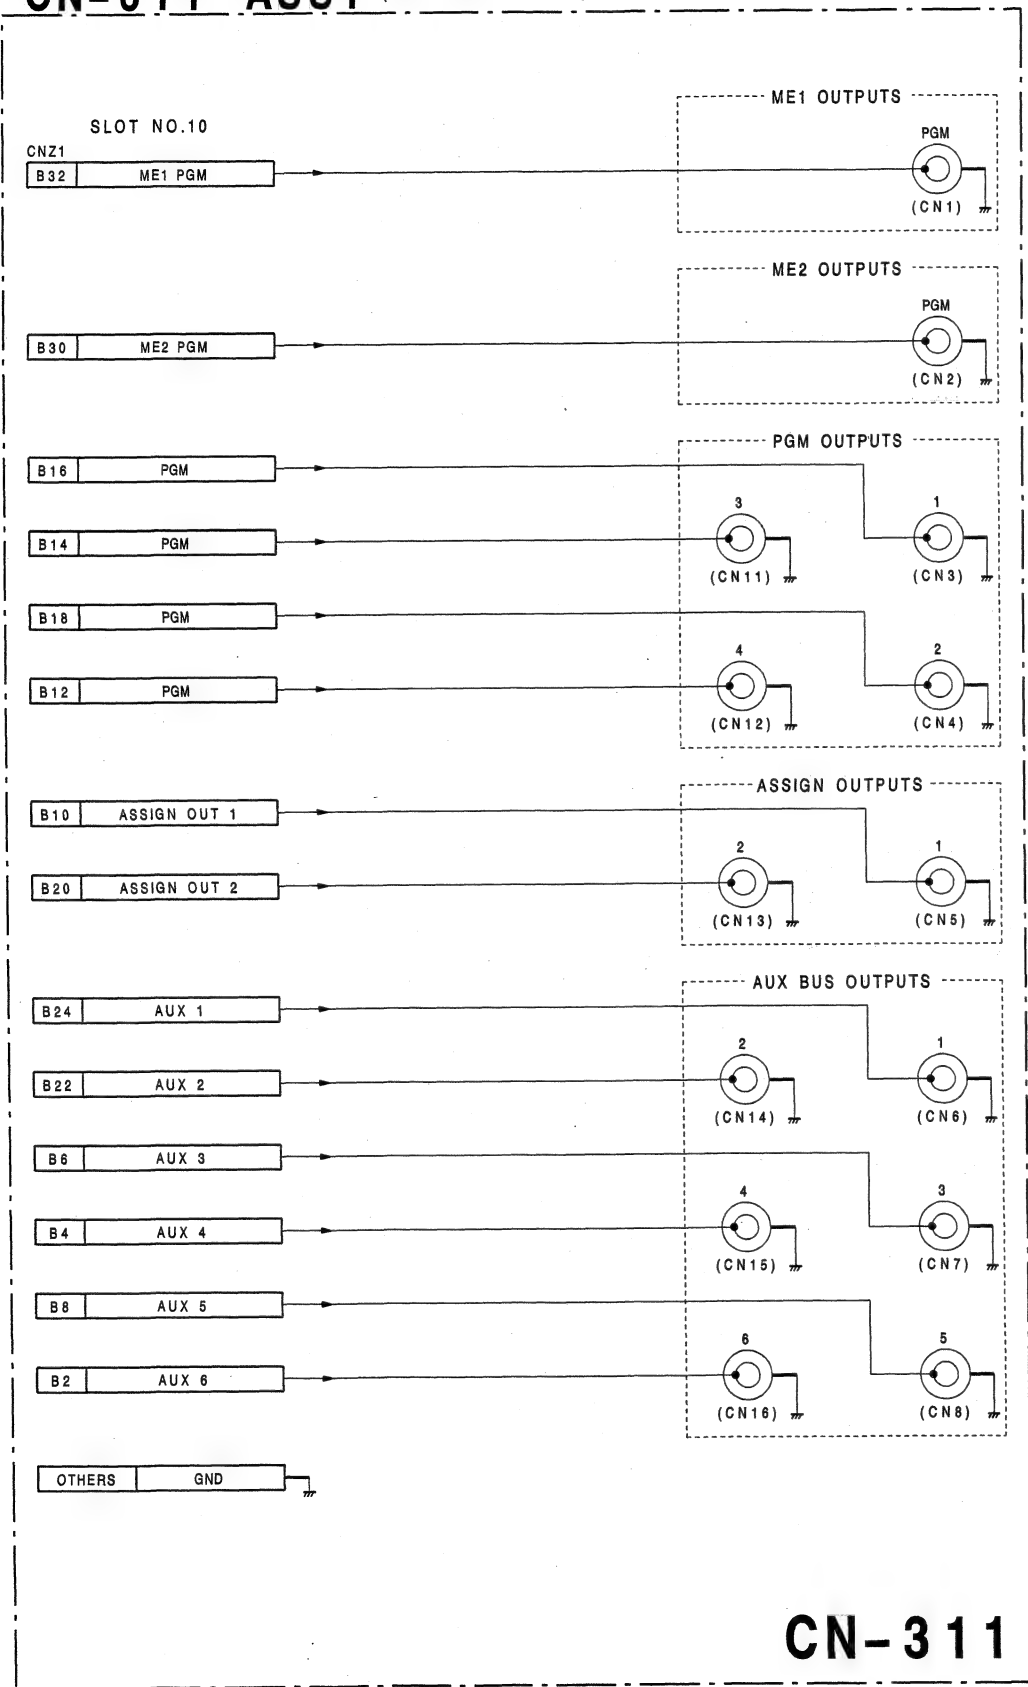 ME1 OUTPUTS
SLOT NO.10
CNZ1
PGM
B32 ME1 PGM
(CN1)
ME2 OUTPUTS
PGM
B30 ME2 PGM
(CN2)
PGM OUTPUTS
B16 PGM
3 1
B14 PGM
(CN11) (CN3)
B18 PGM
4 2
B12 PGM
(CN12) (CN4)
ASSIGN OUTPUTS
B10 ASSIGN OUT 1
2 1
B20 ASSIGN OUT 2
(CN13) (CN5)
AUX BUS OUTPUTS
B24 AUX 1
2 1
B22 AUX 2
(CN14) (CN6)
B6 AUX 3
4 3
B4 AUX 4
(CN15) (CN7)
B8 AUX 5
6 5
B2 AUX 6
(CN16) (CN8)
OTHERS GND
CN-311